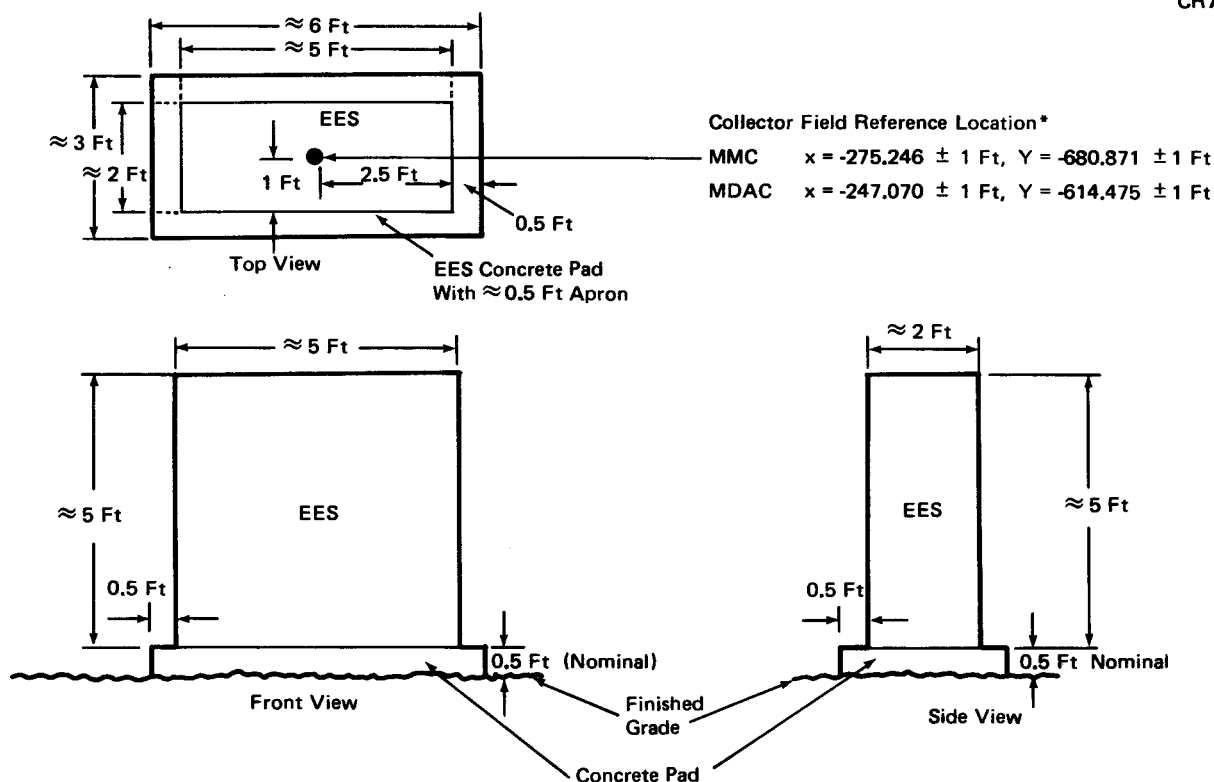 CR7
≈ 6 Ft
≈ 5 Ft
EES
≈ 3 Ft
≈ 2 Ft
1 Ft
2.5 Ft
0.5 Ft
Top View
EES Concrete Pad
With ≈ 0.5 Ft Apron
Collector Field Reference Location*
MMC x = -275.246 ± 1 Ft, Y = -680.871 ± 1 Ft
MDAC x = -247.070 ± 1 Ft, Y = -614.475 ± 1 Ft
≈ 5 Ft
≈ 5 Ft
EES
0.5 Ft
0.5 Ft (Nominal)
Front View
≈ 2 Ft
EES
≈ 5 Ft
0.5 Ft
0.5 Ft Nominal
Side View
Finished
Grade
Concrete Pad